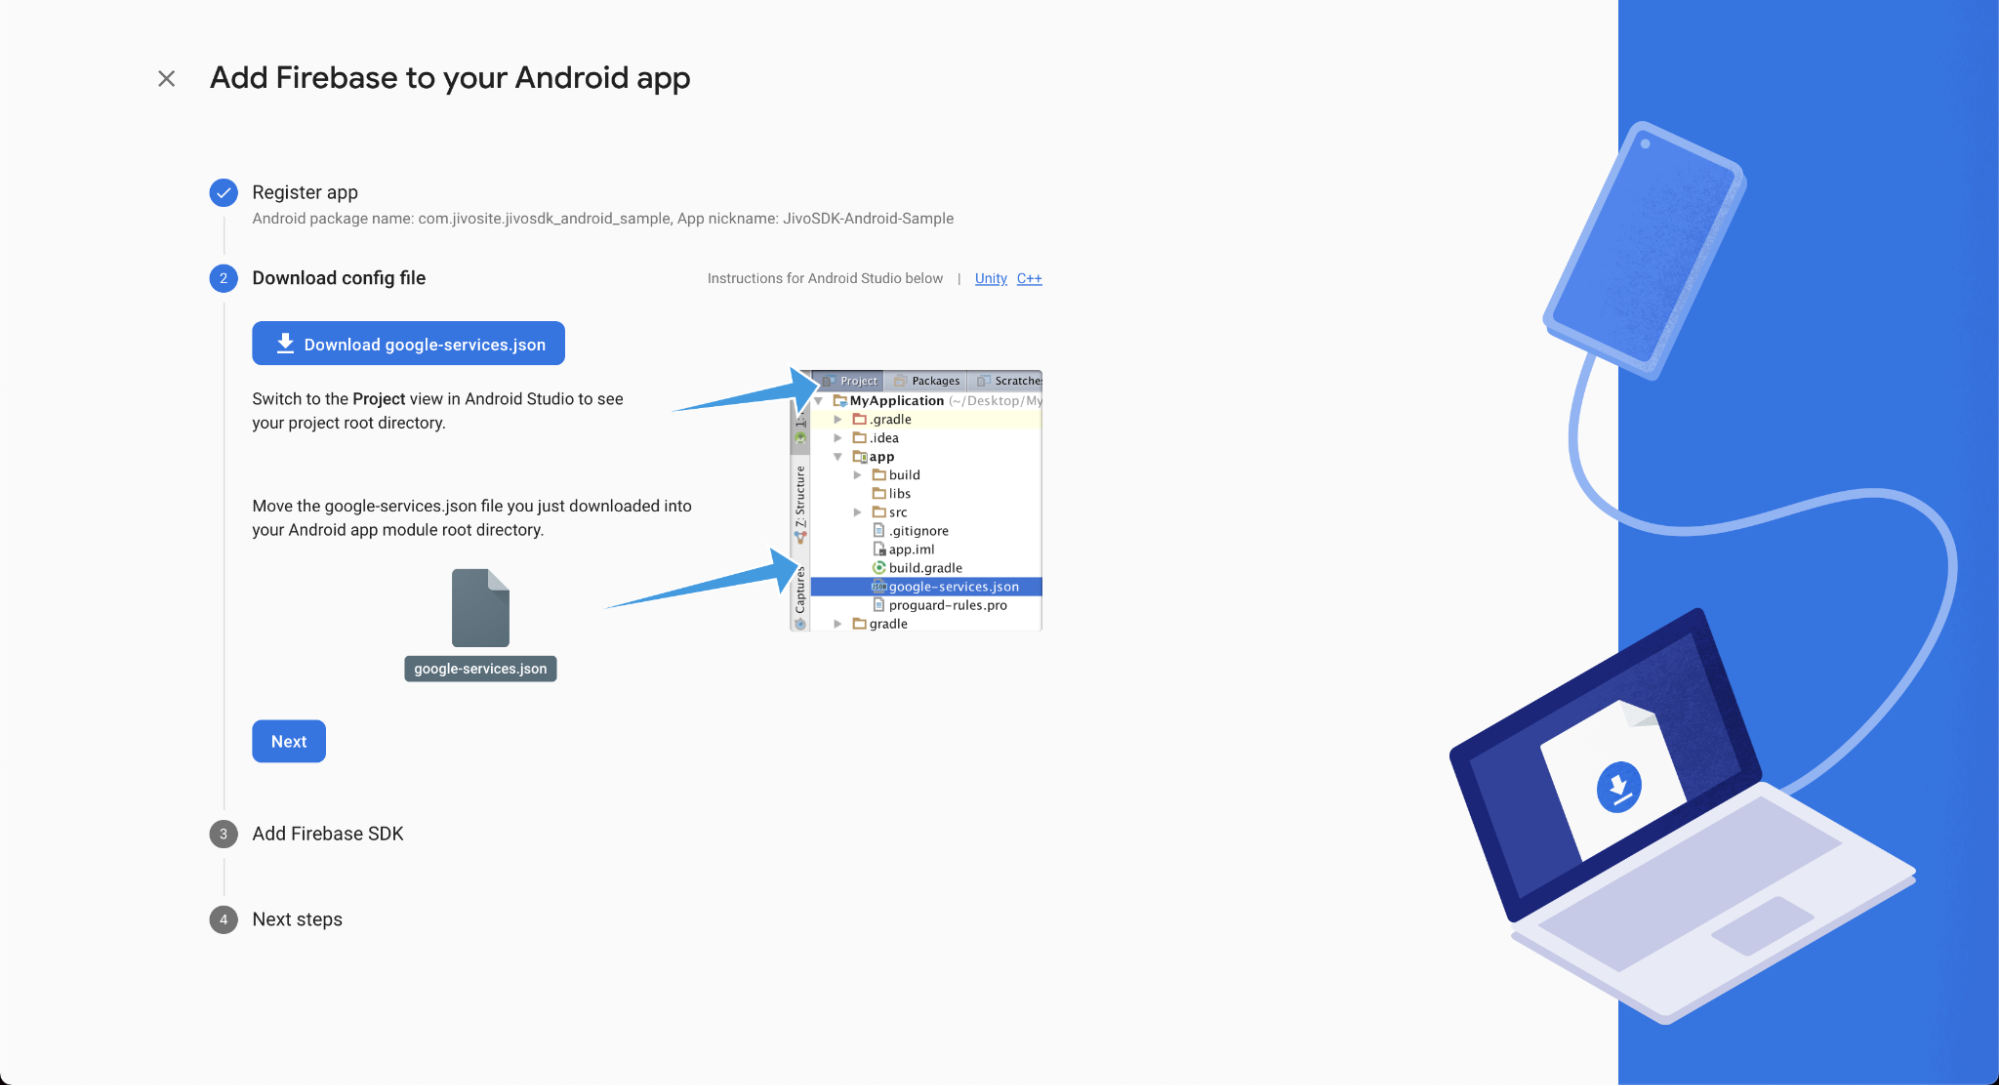 Add Firebase to your Android app
Register app
Android package name: com.jivosite.jivosdk_android_sample, App nickname: JivoSDK-Android-Sample
2
Download config file
Instructions for Android Studio below | Unity C++
Download google-services.json
Switch to the Project view in Android Studio to see
your project root directory.
Move the google-services.json file you just downloaded into
your Android app module root directory.
google-services.json
Project Packages Scratche
MyApplication (~/Desktop/My
.gradle
.idea
app
build
libs
src
.gitignore
app.iml
build.gradle
google-services.json
proguard-rules.pro
gradle
1:
Z: Structure
Captures
Next
3
Add Firebase SDK
4
Next steps